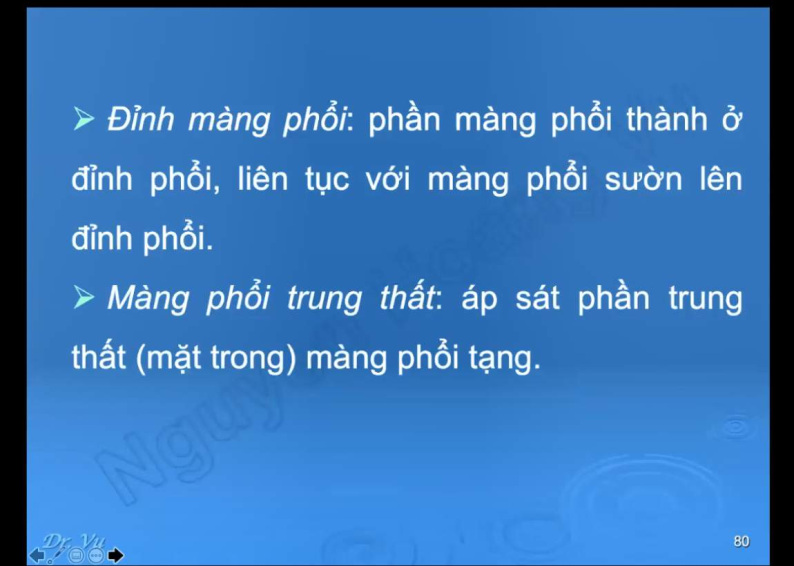 ➢ Đỉnh màng phổi: phần màng phổi thành ở
đỉnh phổi, liên tục với màng phổi sườn lên
đỉnh phổi.
➢ Màng phổi trung thất: áp sát phần trung
thất (mặt trong) màng phổi tạng.
Dr. Vu
80